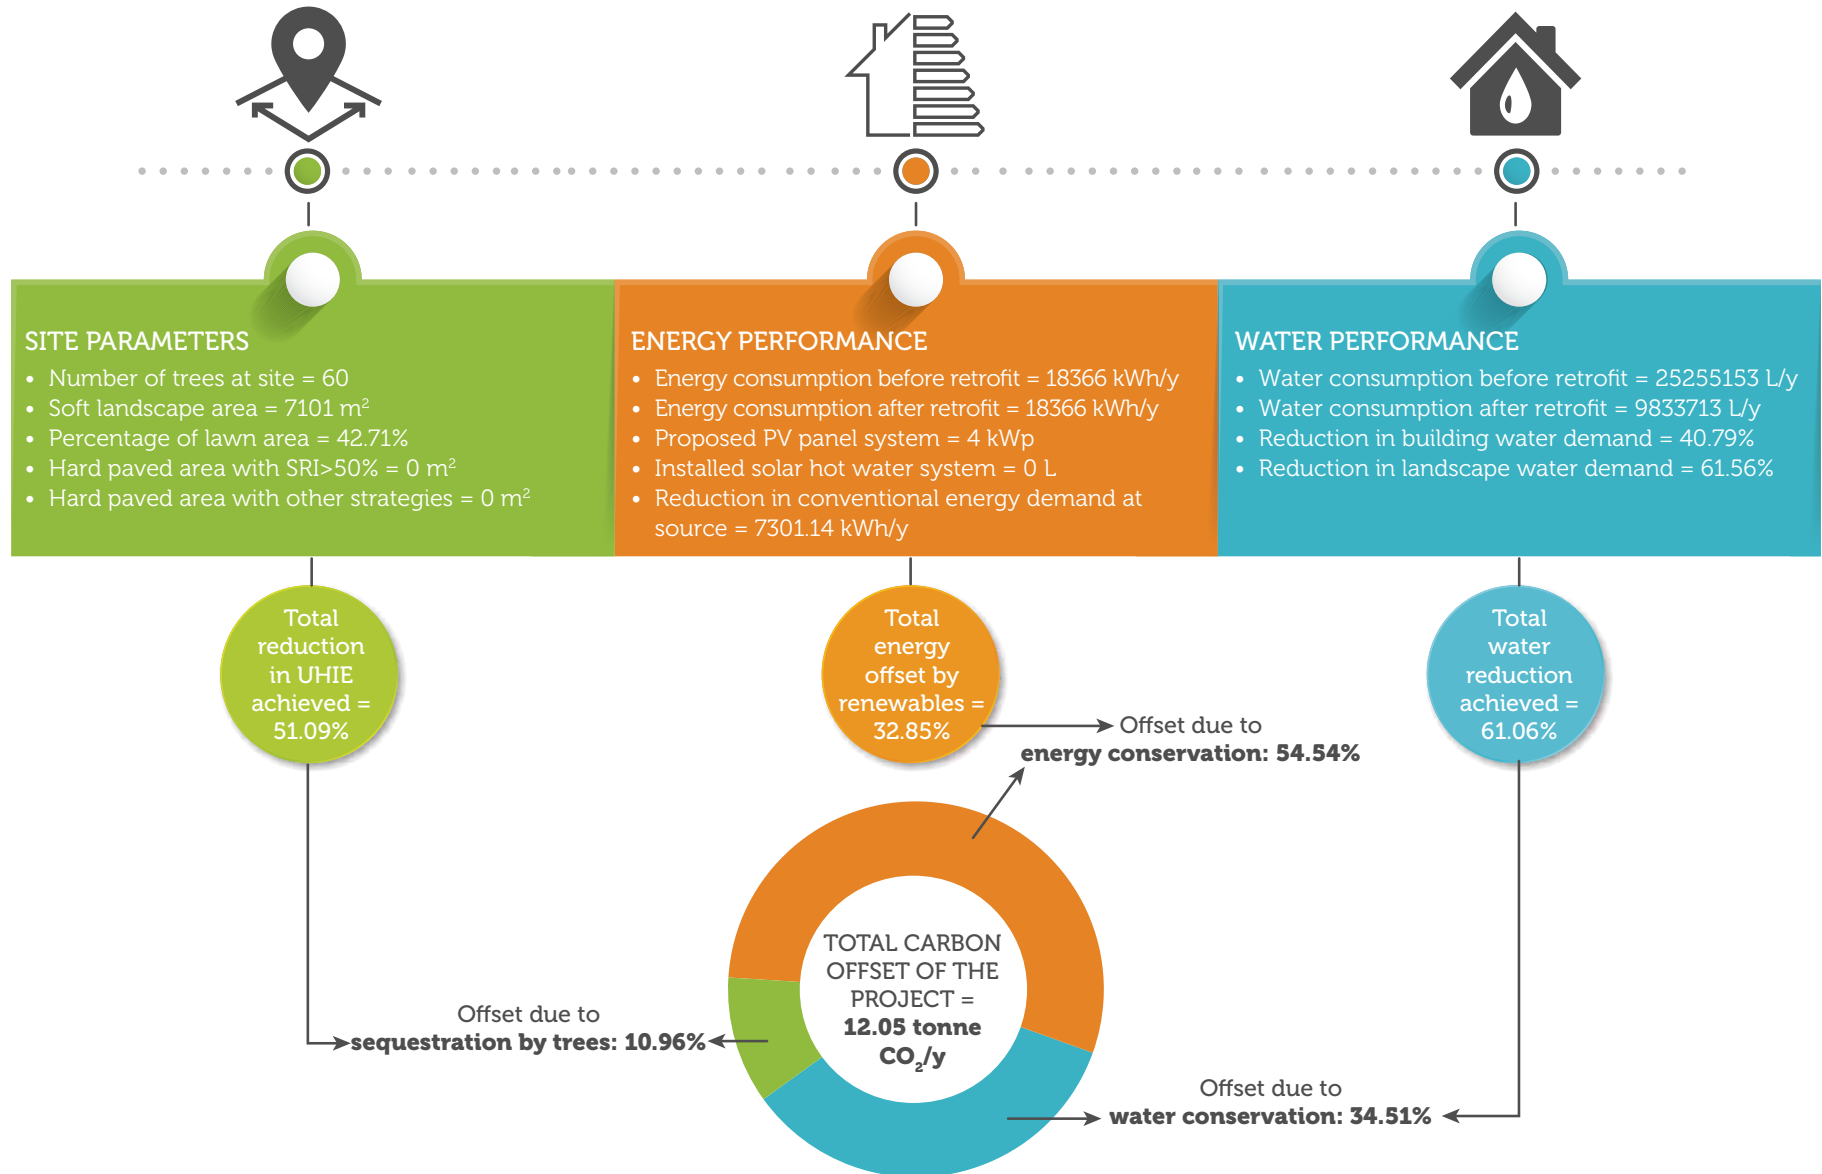 SITE PARAMETERS
• Number of trees at site = 60
• Soft landscape area = 7101 m²
• Percentage of lawn area = 42.71%
• Hard paved area with SRI>50% = 0 m²
• Hard paved area with other strategies = 0 m²
ENERGY PERFORMANCE
• Energy consumption before retrofit = 18366 kWh/y
• Energy consumption after retrofit = 18366 kWh/y
• Proposed PV panel system = 4 kWp
• Installed solar hot water system = 0 L
• Reduction in conventional energy demand at
source = 7301.14 kWh/y
WATER PERFORMANCE
• Water consumption before retrofit = 25255153 L/y
• Water consumption after retrofit = 9833713 L/y
• Reduction in building water demand = 40.79%
• Reduction in landscape water demand = 61.56%
Total
reduction
in UHIE
achieved =
51.09%
Total
energy
offset by
renewables =
32.85%
Total
water
reduction
achieved =
61.06%
Offset due to
energy conservation: 54.54%
TOTAL CARBON
OFFSET OF THE
PROJECT =
12.05 tonne
CO₂/y
Offset due to
sequestration by trees: 10.96%
Offset due to
water conservation: 34.51%